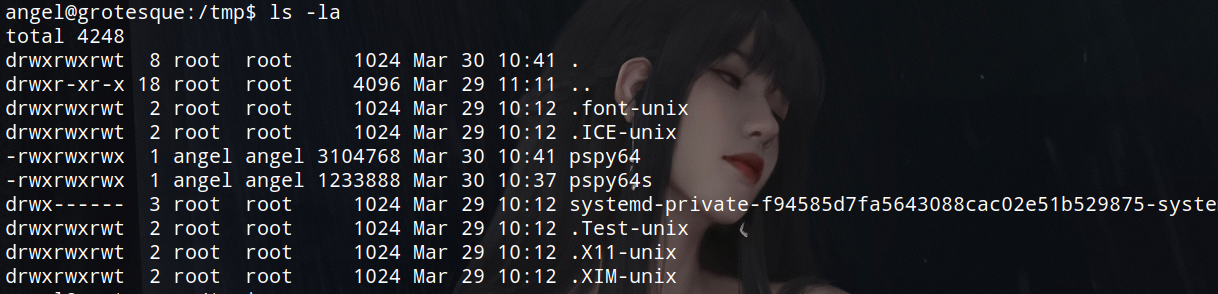 angel@grotesque:/tmp$ ls -la
total 4248
drwxrwxrwt  8 root  root     1024 Mar 30 10:41 .
drwxr-xr-x 18 root  root     4096 Mar 29 11:11 ..
drwxrwxrwt  2 root  root     1024 Mar 29 10:12 .font-unix
drwxrwxrwt  2 root  root     1024 Mar 29 10:12 .ICE-unix
-rwxrwxrwx  1 angel angel 3104768 Mar 30 10:41 pspy64
-rwxrwxrwx  1 angel angel 1233888 Mar 30 10:37 pspy64s
drwx------  3 root  root     1024 Mar 29 10:12 systemd-private-f94585d7fa5643088cac02e51b529875-syste
drwxrwxrwt  2 root  root     1024 Mar 29 10:12 .Test-unix
drwxrwxrwt  2 root  root     1024 Mar 29 10:12 .X11-unix
drwxrwxrwt  2 root  root     1024 Mar 29 10:12 .XIM-unix